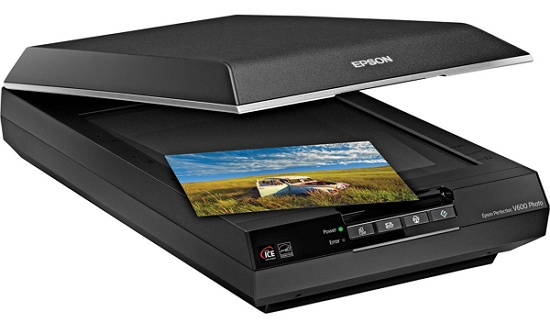 EPSON
Epson Perfection V600 Photo
Power
Error
ICE